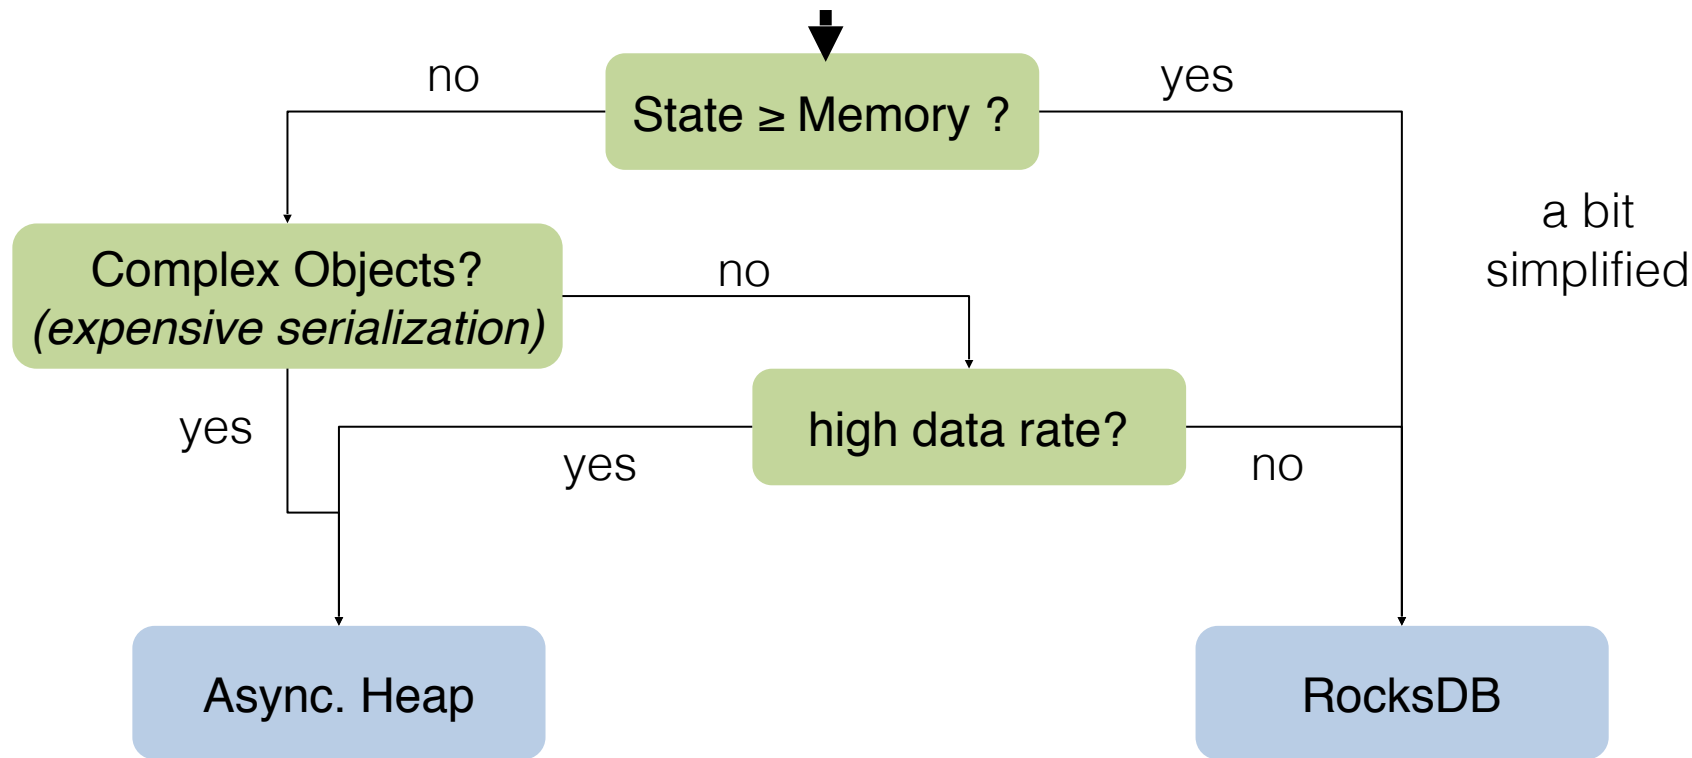 no
State ≥ Memory ?
yes
a bit
simplified
Complex Objects?
(expensive serialization)
no
yes
high data rate?
yes
no
Async. Heap
RocksDB